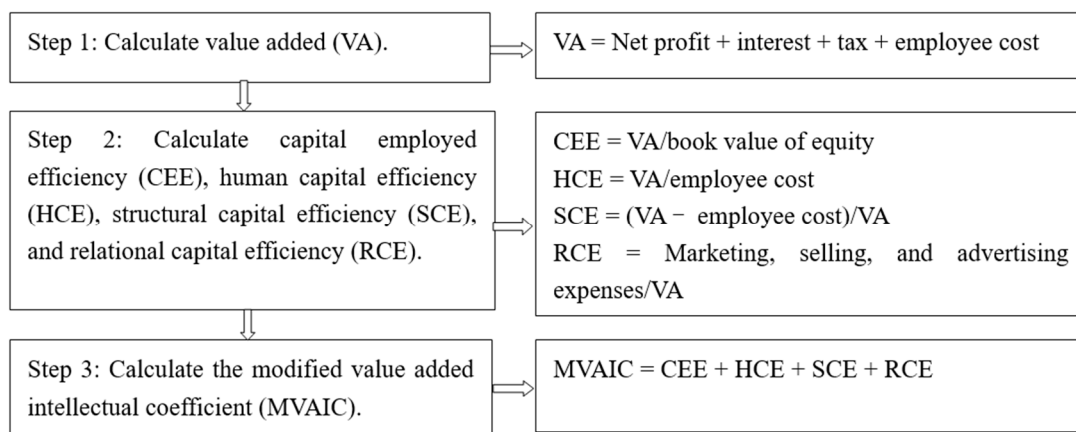 Step 1: Calculate value added (VA).
VA = Net profit + interest + tax + employee cost
Step 2: Calculate capital employed
efficiency (CEE), human capital efficiency
(HCE), structural capital efficiency (SCE),
and relational capital efficiency (RCE).
CEE = VA/book value of equity
HCE = VA/employee cost
SCE = (VA − employee cost)/VA
RCE = Marketing, selling, and advertising
expenses/VA
Step 3: Calculate the modified value added
intellectual coefficient (MVAIC).
MVAIC = CEE + HCE + SCE + RCE